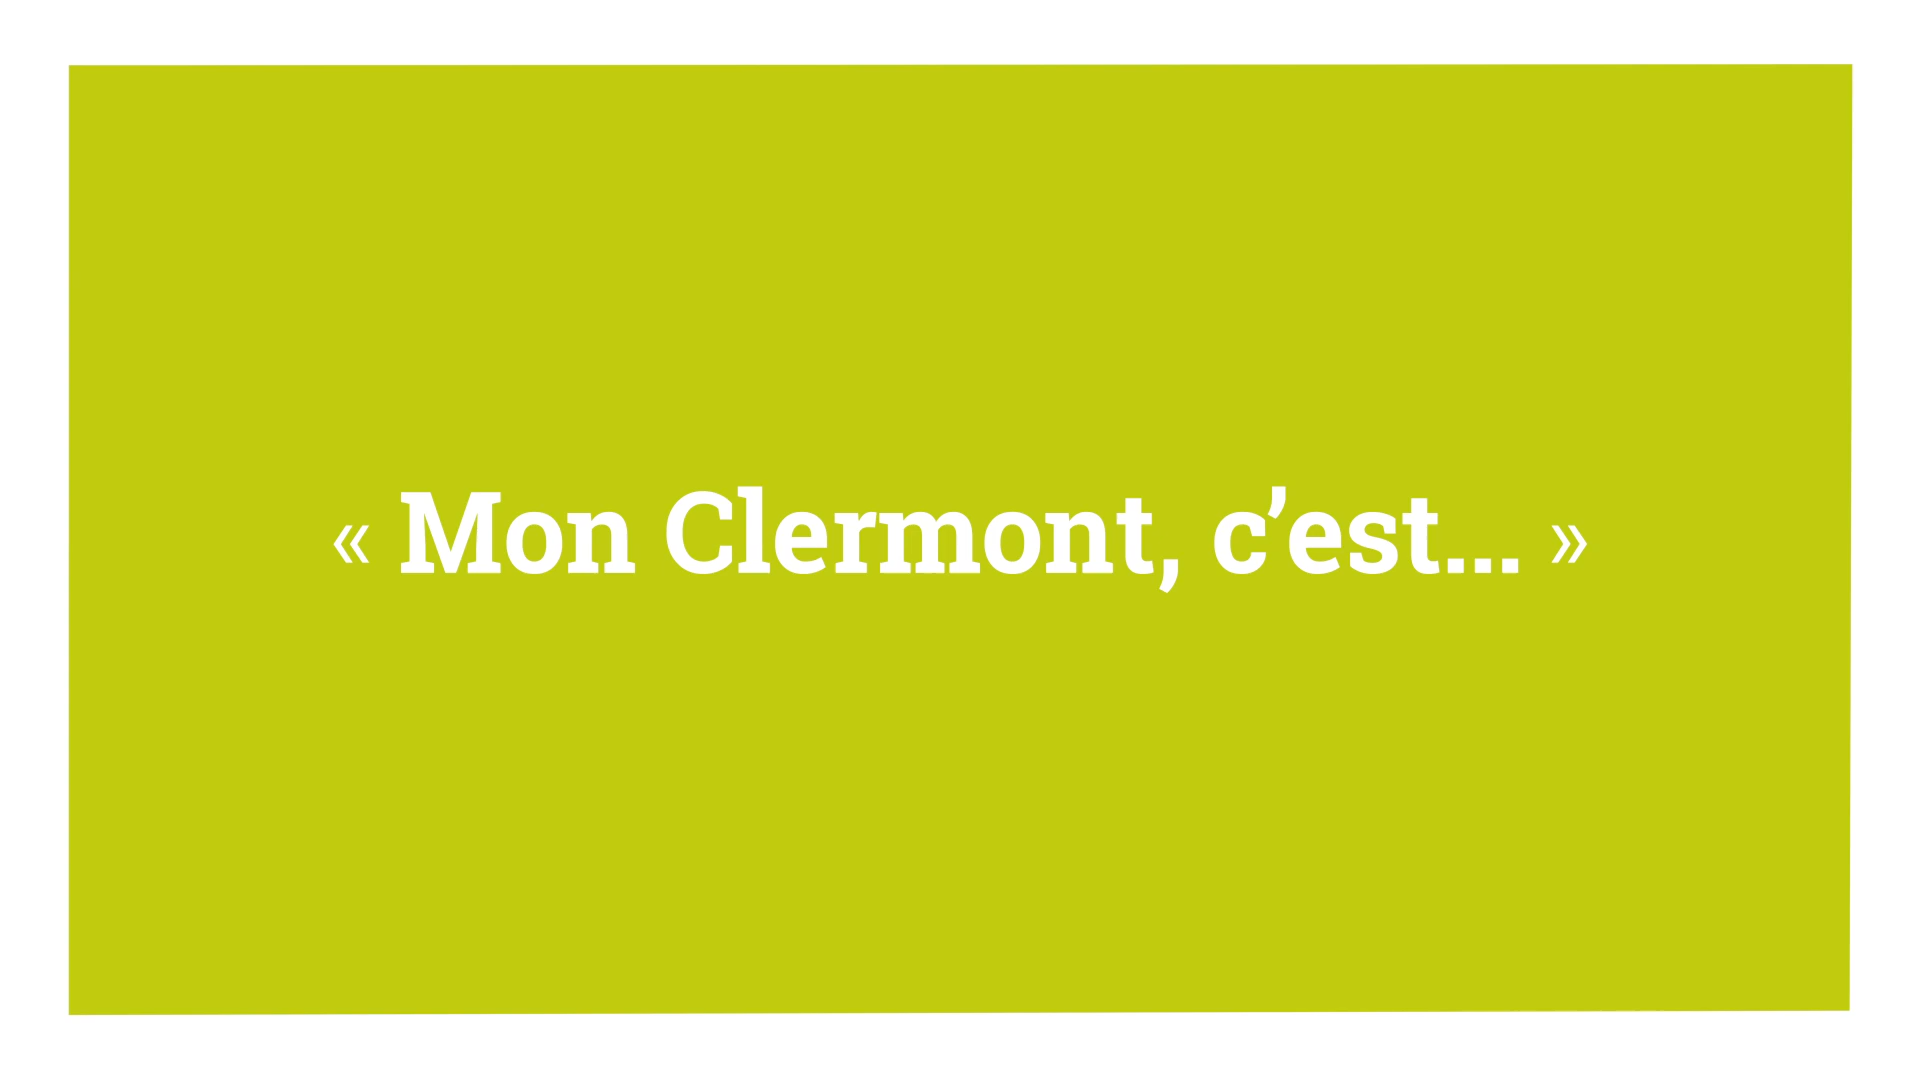 « Mon Clermont, c’est… »